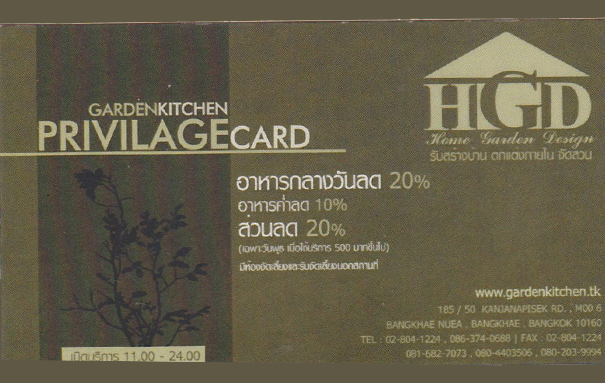 GARDENKITCHEN
PRIVILAGECARD
HGD
Home Garden Design
รับสร้างบ้าน ตกแต่งภายใน จัดสวน
อาหารกลางวันลด 20%
อาหารค่ำลด 10%
ส่วนลด 20%
(เฉพาะวันพุธ เมื่อใช้บริการ 500 บาทขึ้นไป)
มีห้องจัดเลี้ยงและรับจัดเลี้ยงนอกสถานที่
www.gardenkitchen.tk
185 / 50 KANJANAPISEK RD. , MOO 6
BANGKHAE NUEA , BANGKHAE , BANGKOK 10160
TEL : 02-804-1224 , 086-374-0688 | FAX : 02-804-1224
081-682-7073 , 080-4403506 , 080-203-9994
เปิดบริการ 11.00 - 24.00